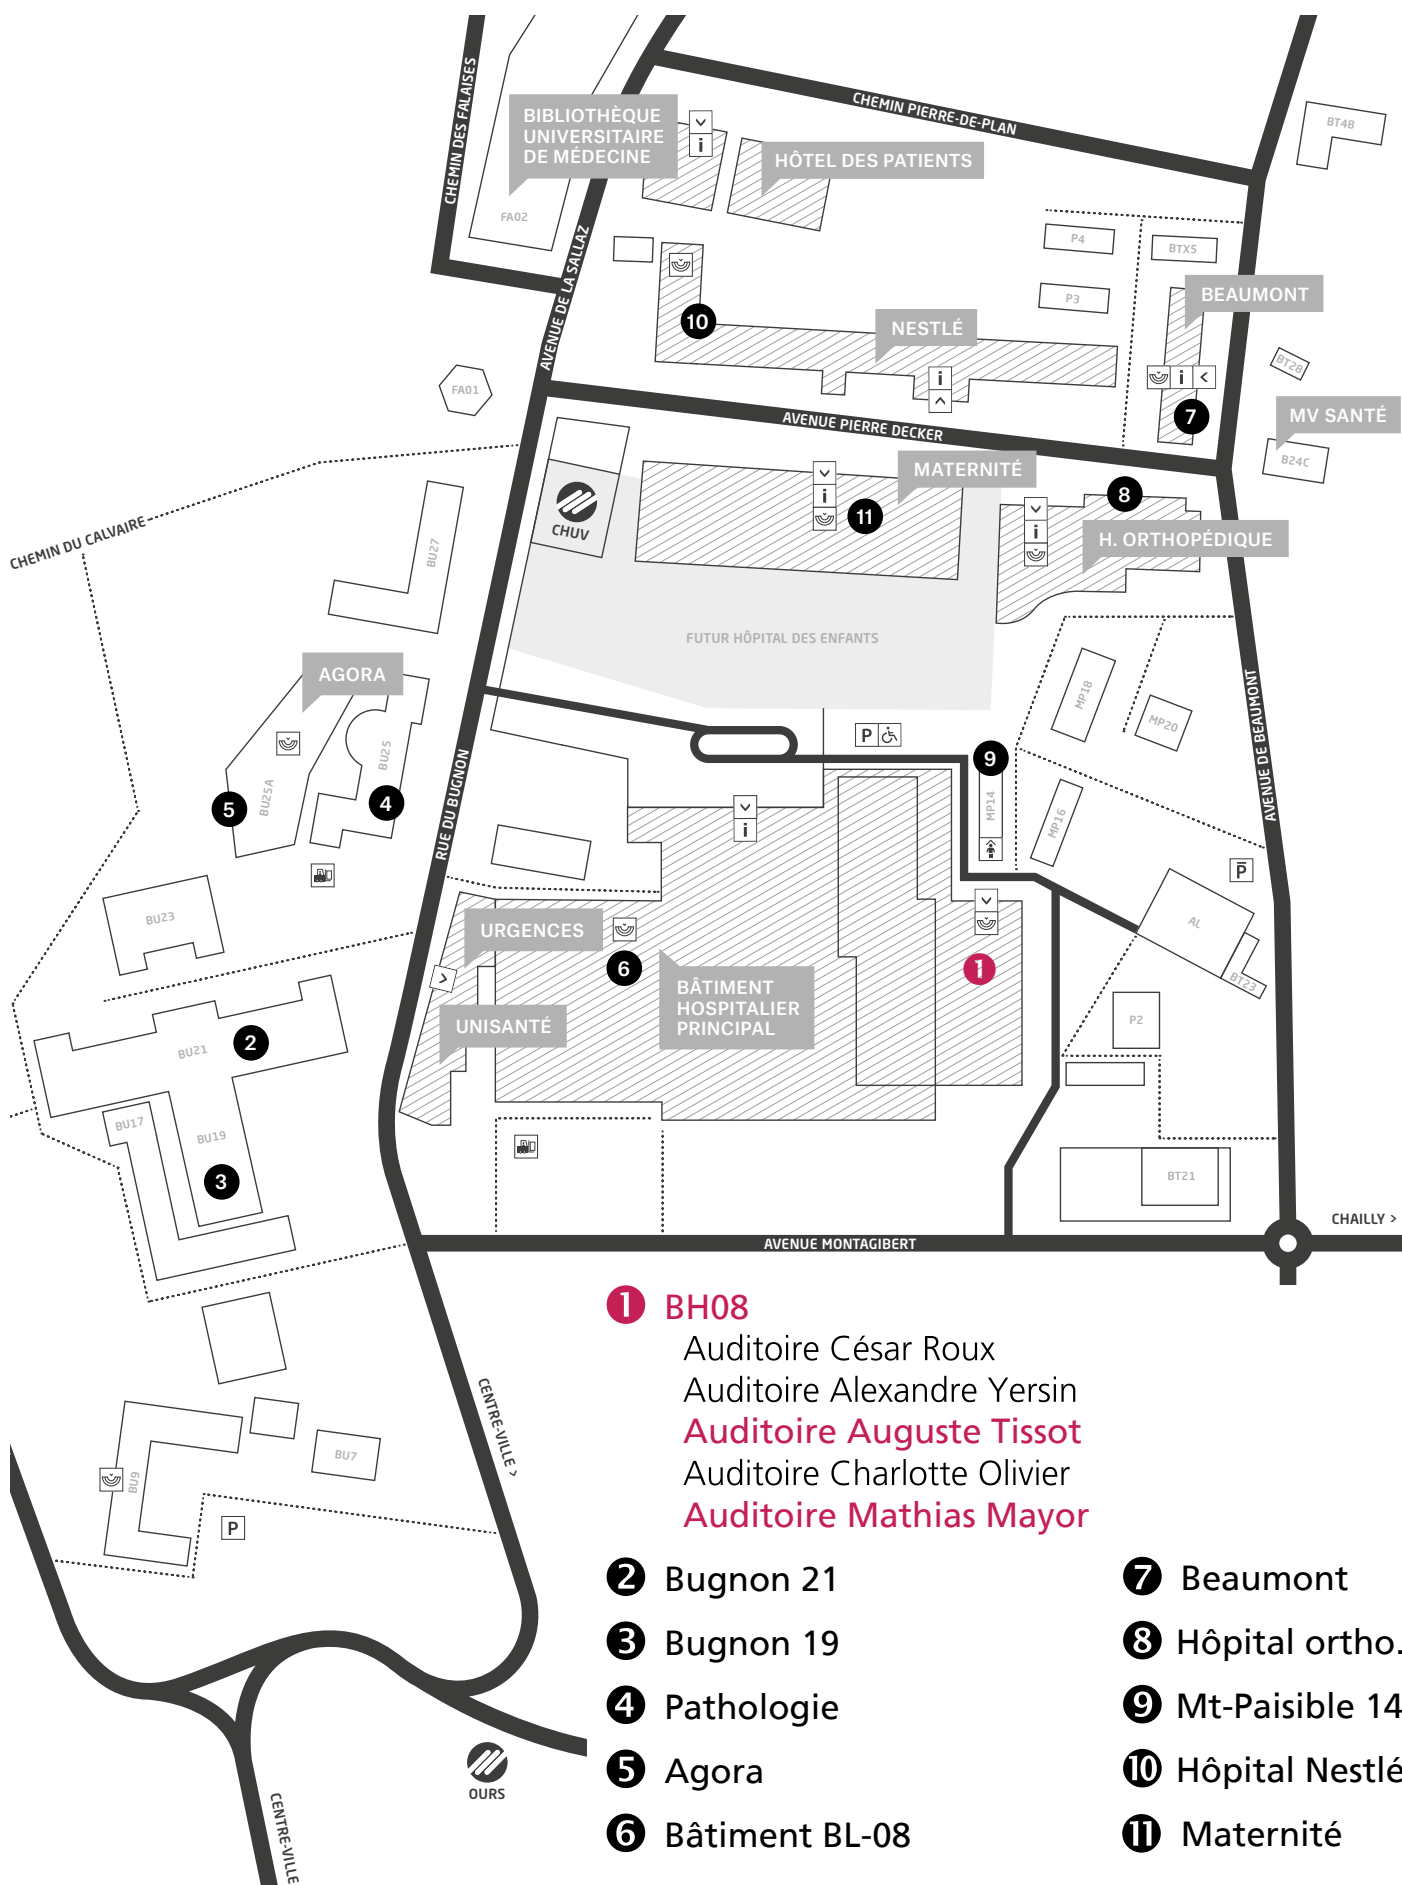 CHEMIN DES FALAISES
BIBLIOTHÈQUE
UNIVERSITAIRE
DE MÉDECINE
FA02
AVENUE DE LA SALLAZ
CHEMIN PIERRE-DE-PLAN
HÔTEL DES PATIENTS
i
BT48
P4
BTX5
P3
BEAUMONT
10
NESTLÉ
i
i
7
BT28
FA01
AVENUE PIERRE DECKER
MV SANTÉ
B24C
CHUV
MATERNITÉ
i
11
8
i
H. ORTHOPÉDIQUE
CHEMIN DU CALVAIRE
BU27
FUTUR HÔPITAL DES ENFANTS
AGORA
BU25
BU25A
5
4
RUE DU BUGNON
P
9
MP14
MP18
MP20
MP16
AVENUE DE BEAUMONT
i
P
BU23
URGENCES
6
BÂTIMENT
HOSPITALIER
PRINCIPAL
1
AL
BT23
UNISANTÉ
P2
BU21
2
BU17
BU19
3
BT21
CHAILLY >
AVENUE MONTAGIBERT
CENTRE-VILLE >
BU7
BU9
P
OURS
CENTRE-VILLE
1 BH08
Auditoire César Roux
Auditoire Alexandre Yersin
Auditoire Auguste Tissot
Auditoire Charlotte Olivier
Auditoire Mathias Mayor
2 Bugnon 21
3 Bugnon 19
4 Pathologie
5 Agora
6 Bâtiment BL-08
7 Beaumont
8 Hôpital ortho.
9 Mt-Paisible 14
10 Hôpital Nestlé
11 Maternité